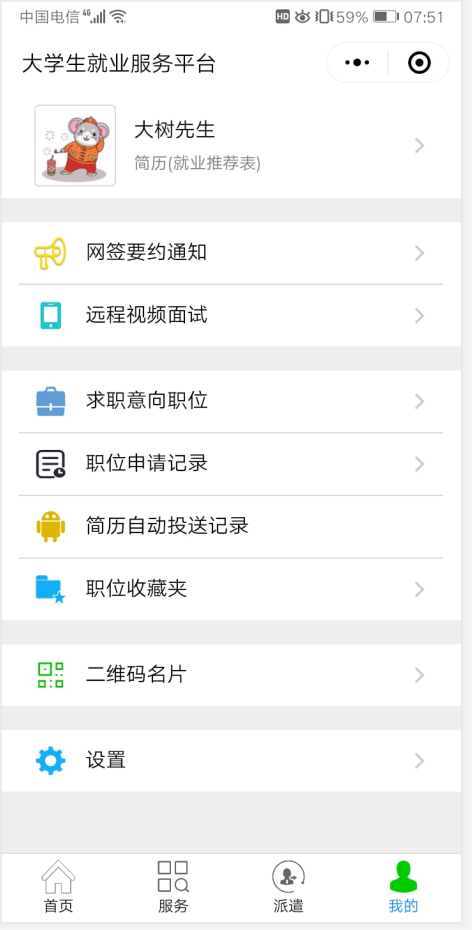 中国电信 4G HD 59% 07:51
大学生就业服务平台
大树先生
简历(就业推荐表)
网签要约通知
远程视频面试
求职意向职位
职位申请记录
简历自动投送记录
职位收藏夹
二维码名片
设置
首页 服务 派遣 我的